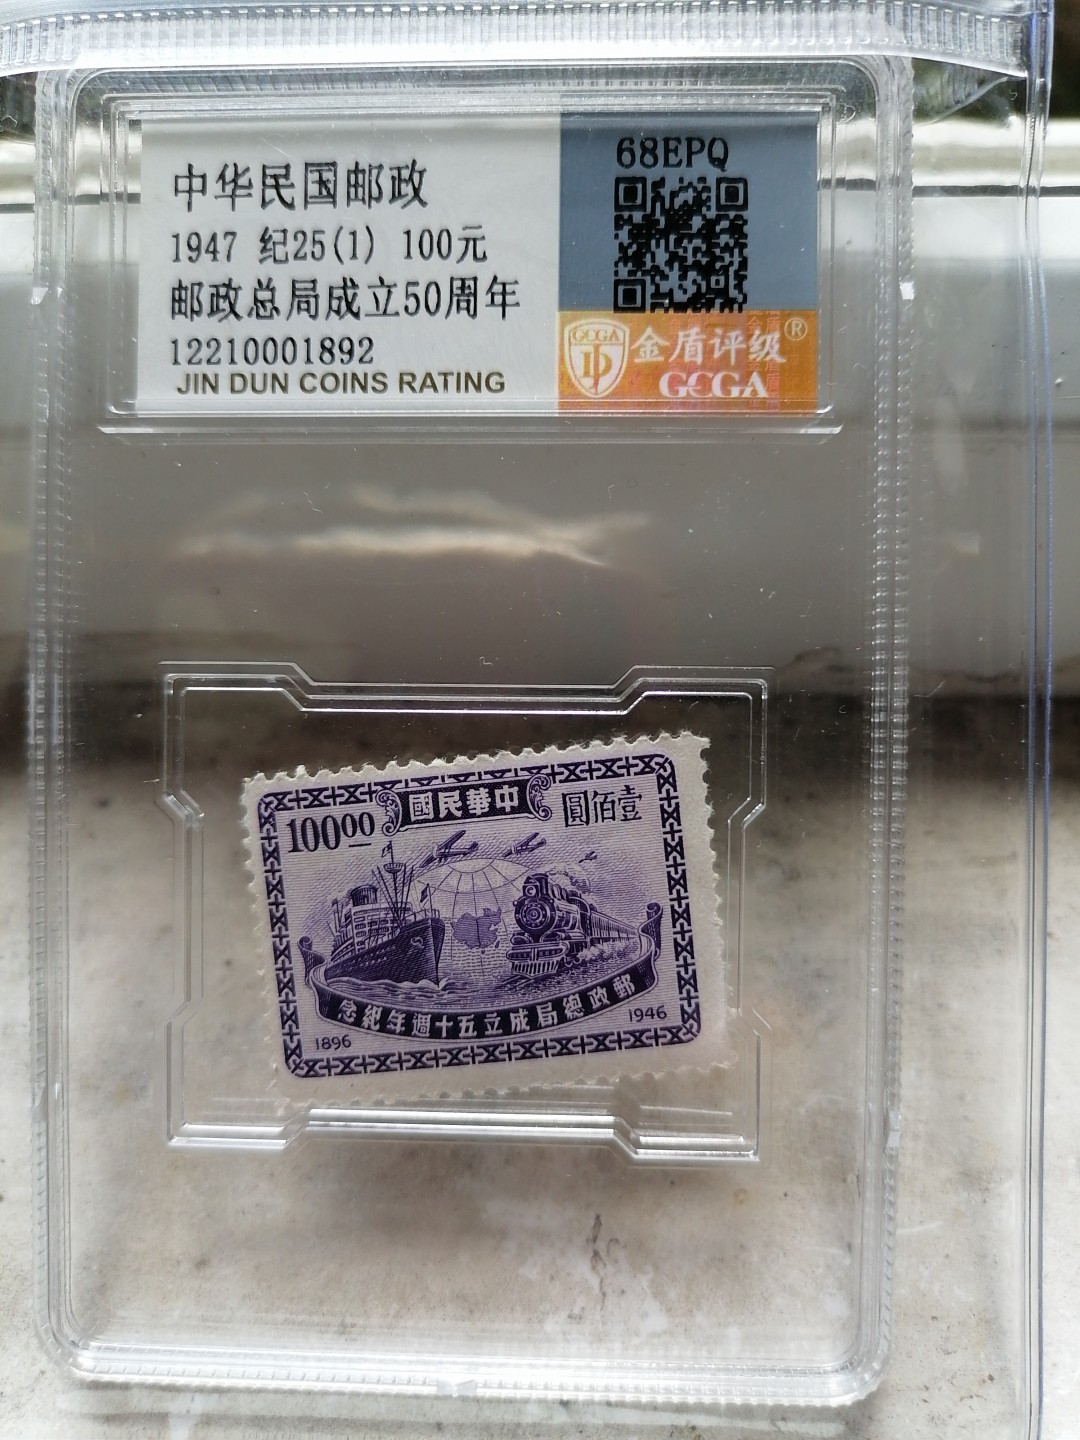 中华民国邮政
1947 纪25(1) 100元
邮政总局成立50周年
12210001892
JIN DUN COINS RATING
68EPQ
GCGA
金盾评级®
GCGA
中華民國
10000
壹佰圓
郵政總局成立五十週年紀念
1896
1946